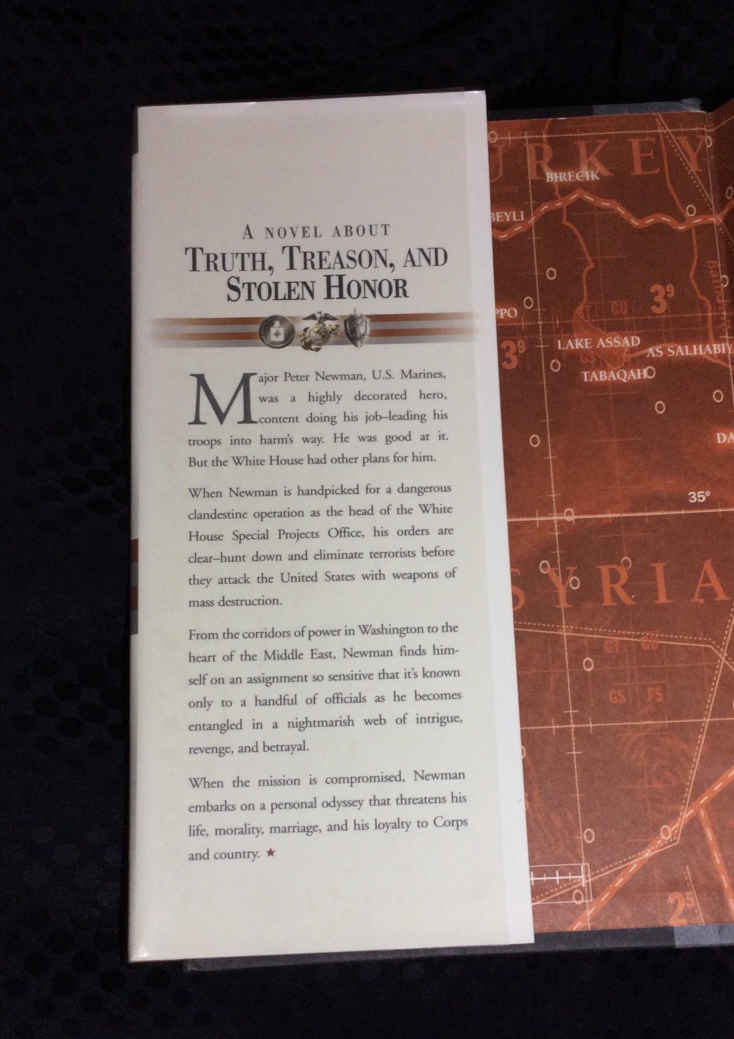 A NOVEL ABOUT
TRUTH, TREASON, AND
STOLEN HONOR
Major Peter Newman, U.S. Marines,
was a highly decorated hero,
content doing his job–leading his
troops into harm's way. He was good at it.
But the White House had other plans for him.
When Newman is handpicked for a dangerous
clandestine operation as the head of the White
House Special Projects Office, his orders are
clear–hunt down and eliminate terrorists before
they attack the United States with weapons of
mass destruction.
From the corridors of power in Washington to the
heart of the Middle East, Newman finds him-
self on an assignment so sensitive that it's known
only to a handful of officials as he becomes
entangled in a nightmarish web of intrigue,
revenge, and betrayal.
When the mission is compromised, Newman
embarks on a personal odyssey that threatens his
life, morality, marriage, and his loyalty to Corps
and country. ★
URKEY
BIRECIK
BEYLI
PPO
3⁹
LAKE ASSAD
3⁹
AS SALHABIY
TABAQAH
DA
35°
SYRIA
GS FS
2⁹